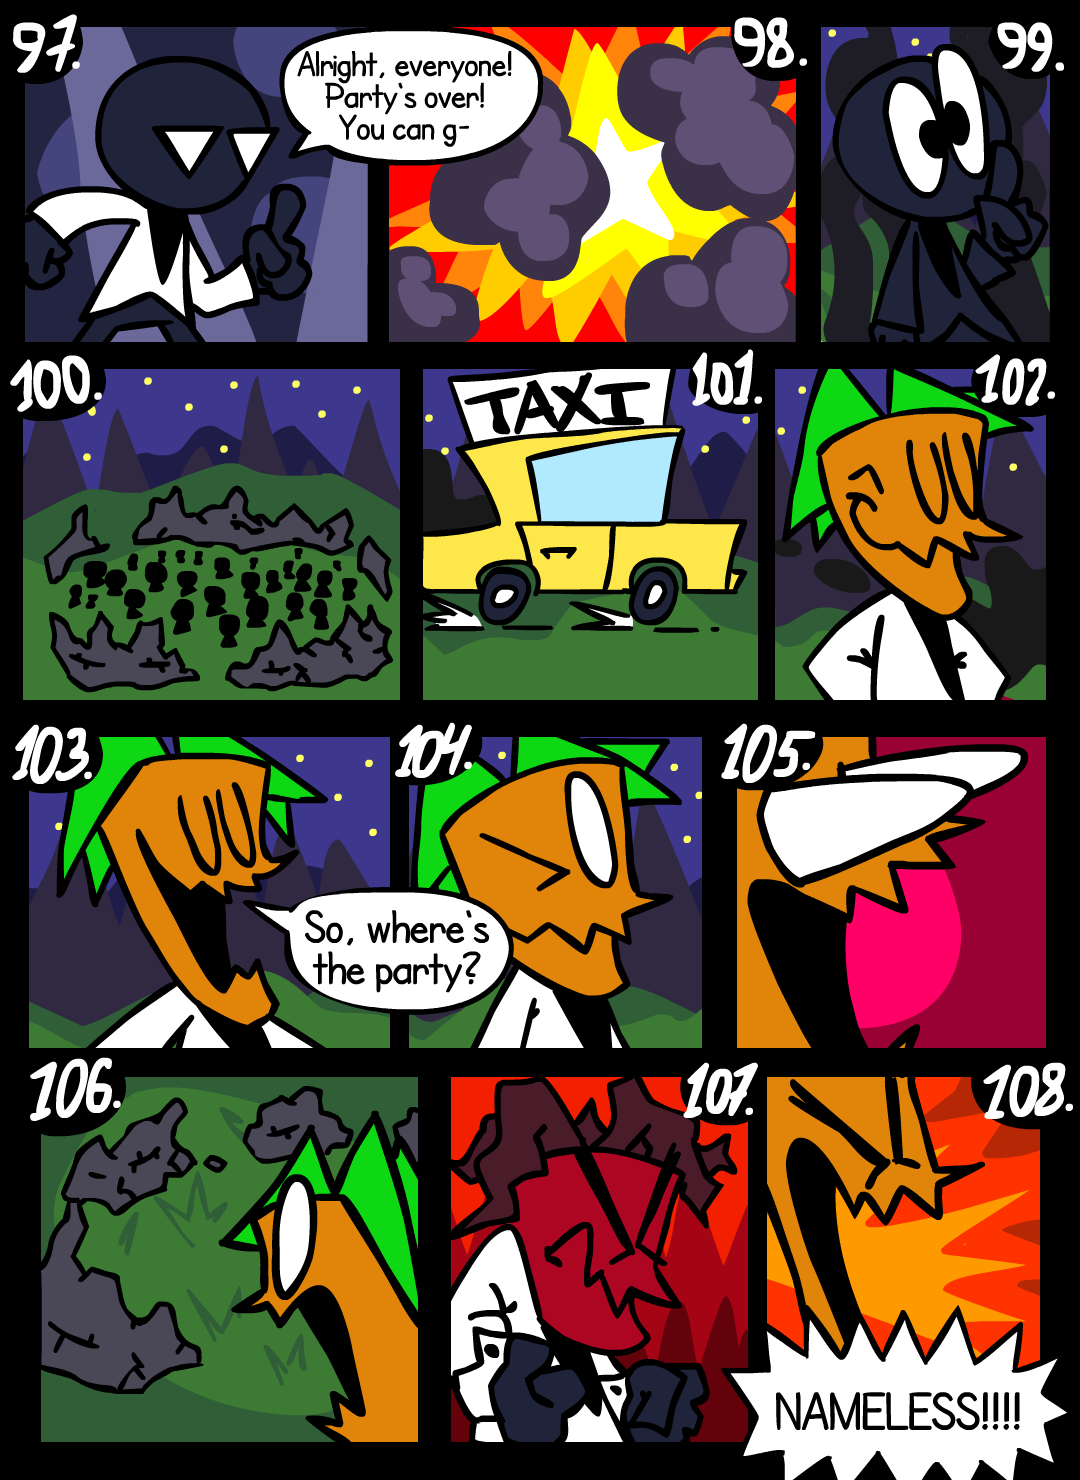 97.
Alright, everyone!
Party's over!
You can g-
98.
99.
100.
101.
TAXI
102.
103.
104.
So, where's
the party?
105.
106.
107.
108.
NAMELESS!!!!